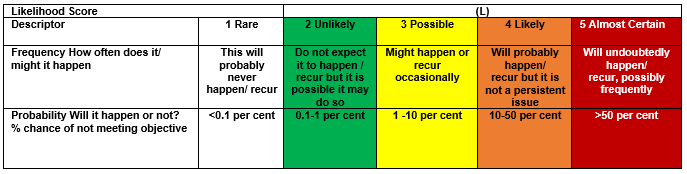 Likelihood Score (L)
Descriptor 1 Rare 2 Unlikely 3 Possible 4 Likely 5 Almost Certain
Frequency How often does it/
might it happen
This will
probably
never
happen/ recur
Do not expect
it to happen /
recur but it is
possible it may
do so
Might happen or
recur
occasionally
Will probably
happen/
recur but it is
not a persistent
issue
Will undoubtedly
happen/
recur, possibly
frequently
Probability Will it happen or not?
% chance of not meeting objective
<0.1 per cent
0.1-1 per cent
1 -10 per cent
10-50 per cent
>50 per cent